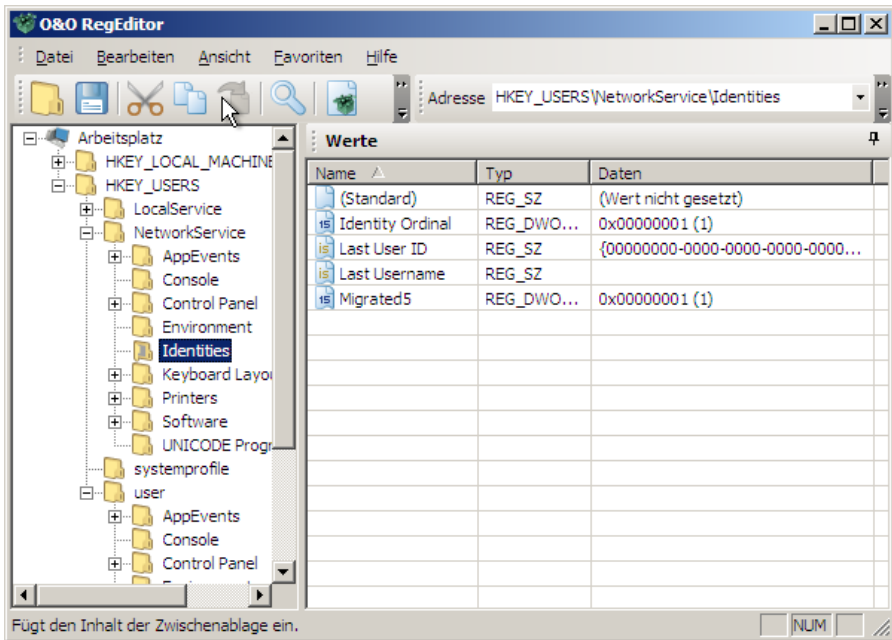 O&O RegEditor
Datei Bearbeiten Ansicht Favoriten Hilfe
Adresse HKEY_USERS\NetworkService\Identities
Arbeitsplatz
HKEY_LOCAL_MACHINE
HKEY_USERS
LocalService
NetworkService
AppEvents
Console
Control Panel
Environment
Identities
Keyboard Layou
Printers
Software
UNICODE Progr
systemprofile
user
AppEvents
Console
Control Panel
Werte
Name Typ Daten
(Standard) REG_SZ (Wert nicht gesetzt)
Identity Ordinal REG_DWO... 0x00000001 (1)
Last User ID REG_SZ {00000000-0000-0000-0000-0000...
Last Username REG_SZ
Migrated5 REG_DWO... 0x00000001 (1)
Fügt den Inhalt der Zwischenablage ein. NUM